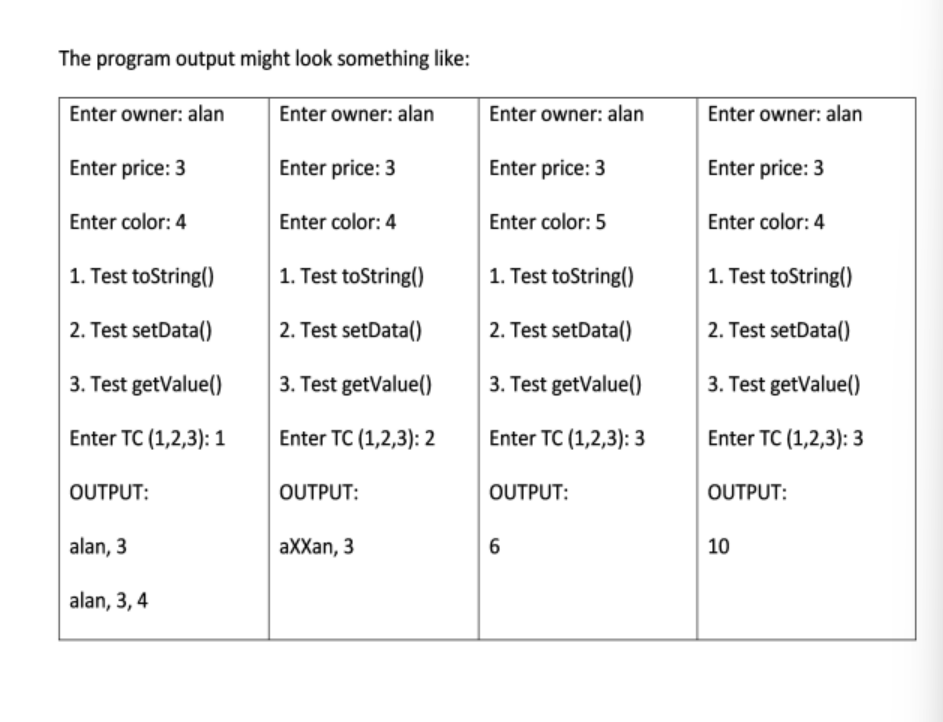 The program output might look something like:
Enter owner: alan
Enter price: 3
Enter color: 4
1. Test toString()
2. Test setData()
3. Test getValue()
Enter TC (1,2,3): 1
OUTPUT:
alan, 3
alan, 3, 4
Enter owner: alan
Enter price: 3
Enter color: 4
1. Test toString()
2. Test setData()
3. Test getValue()
Enter TC (1,2,3): 2
OUTPUT:
aXXan, 3
Enter owner: alan
Enter price: 3
Enter color: 5
1. Test toString()
2. Test setData()
3. Test getValue()
Enter TC (1,2,3): 3
OUTPUT:
6
Enter owner: alan
Enter price: 3
Enter color: 4
1. Test toString()
2. Test setData()
3. Test getValue()
Enter TC (1,2,3): 3
OUTPUT:
10